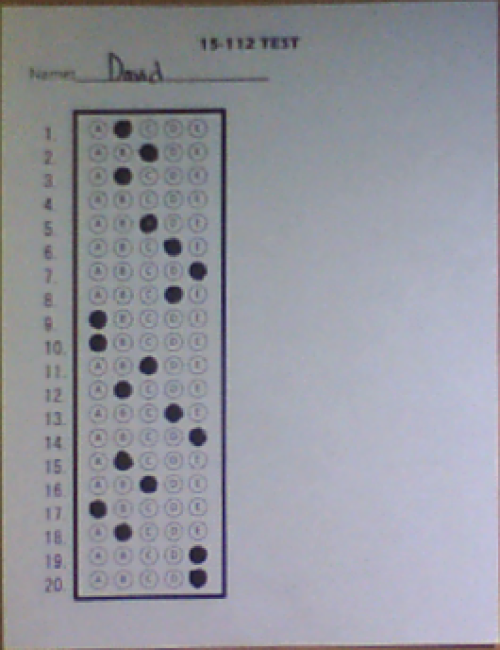 15-112 TEST
Name: David
1. A C D E
2. A B D E
3. A C D E
4. A B C D E
5. A B D E
6. A B C E
7. A B C D
8. A B C E
9. B C D E
10. B C D E
11. A B D E
12. A C D E
13. A B C E
14. A B C D
15. A C D E
16. A B D E
17. B C D E
18. A C D E
19. A B C D
20. A B C D